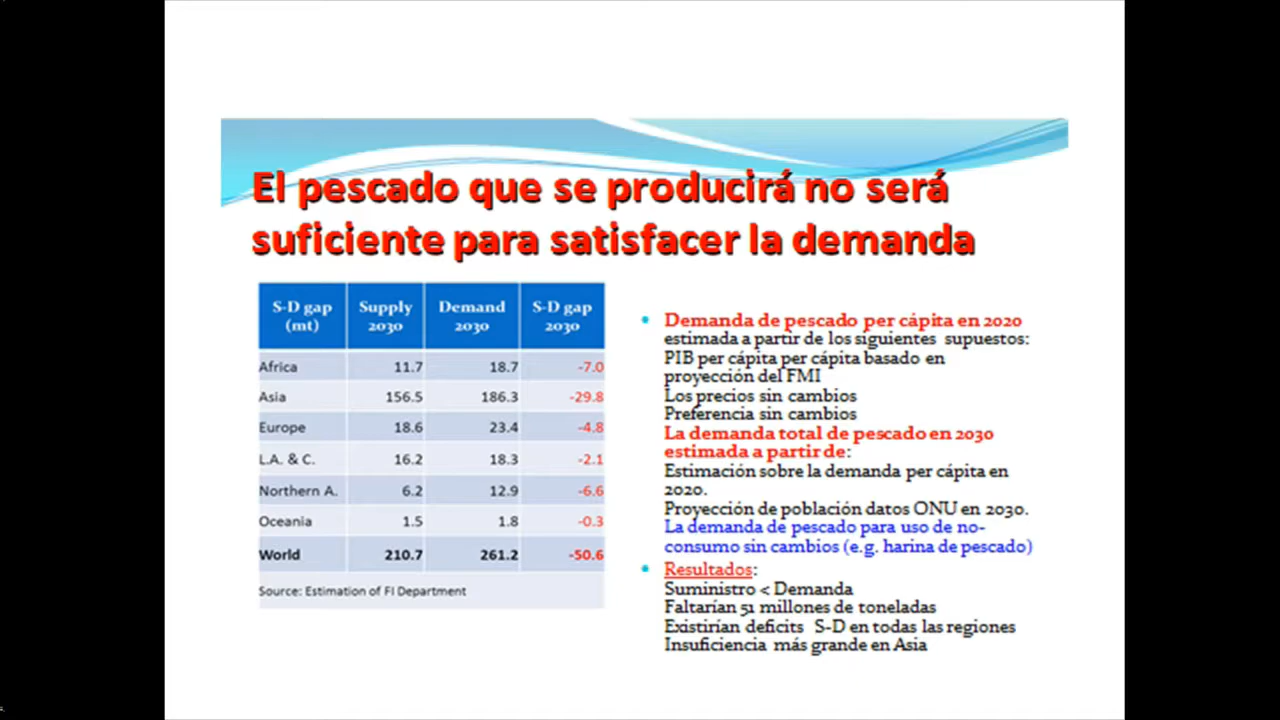 El pescado que se producirá no será
suficiente para satisfacer la demanda
S-D gap (mt) Supply 2030 Demand 2030 S-D gap 2030
Africa 11.7 18.7 -7.0
Asia 156.5 186.3 -29.8
Europe 18.6 23.4 -4.8
L.A. & C. 16.2 18.3 -2.1
Northern A. 6.2 12.9 -6.6
Oceania 1.5 1.8 -0.3
World 210.7 261.2 -50.6
Source: Estimation of FI Department
• Demanda de pescado per cápita en 2020
estimada a partir de los siguientes supuestos:
PIB per cápita per cápita basado en
proyección del FMI
Los precios sin cambios
Preferencia sin cambios
La demanda total de pescado en 2030
estimada a partir de:
Estimación sobre la demanda per cápita en
2020.
Proyección de población datos ONU en 2030.
La demanda de pescado para uso de no-
consumo sin cambios (e.g. harina de pescado)
• Resultados:
Suministro < Demanda
Faltarían 51 millones de toneladas
Existirían deficits S-D en todas las regiones
Insuficiencia más grande en Asia